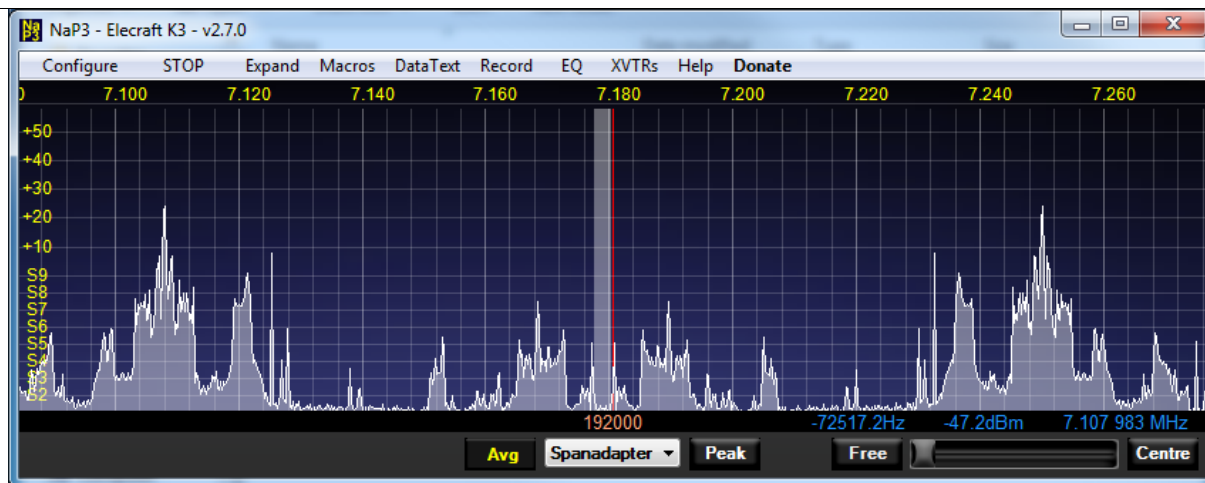 NaP3 - Elecraft K3 - v2.7.0
Configure STOP Expand Macros DataText Record EQ XVTRs Help Donate
7.100 7.120 7.140 7.160 7.180 7.200 7.220 7.240 7.260
+50
+40
+30
+20
+10
S9
S8
S7
S6
S5
S4
S3
S2
192000 -72517.2Hz -47.2dBm 7.107 983 MHz
Avg Spanadapter Peak Free Centre